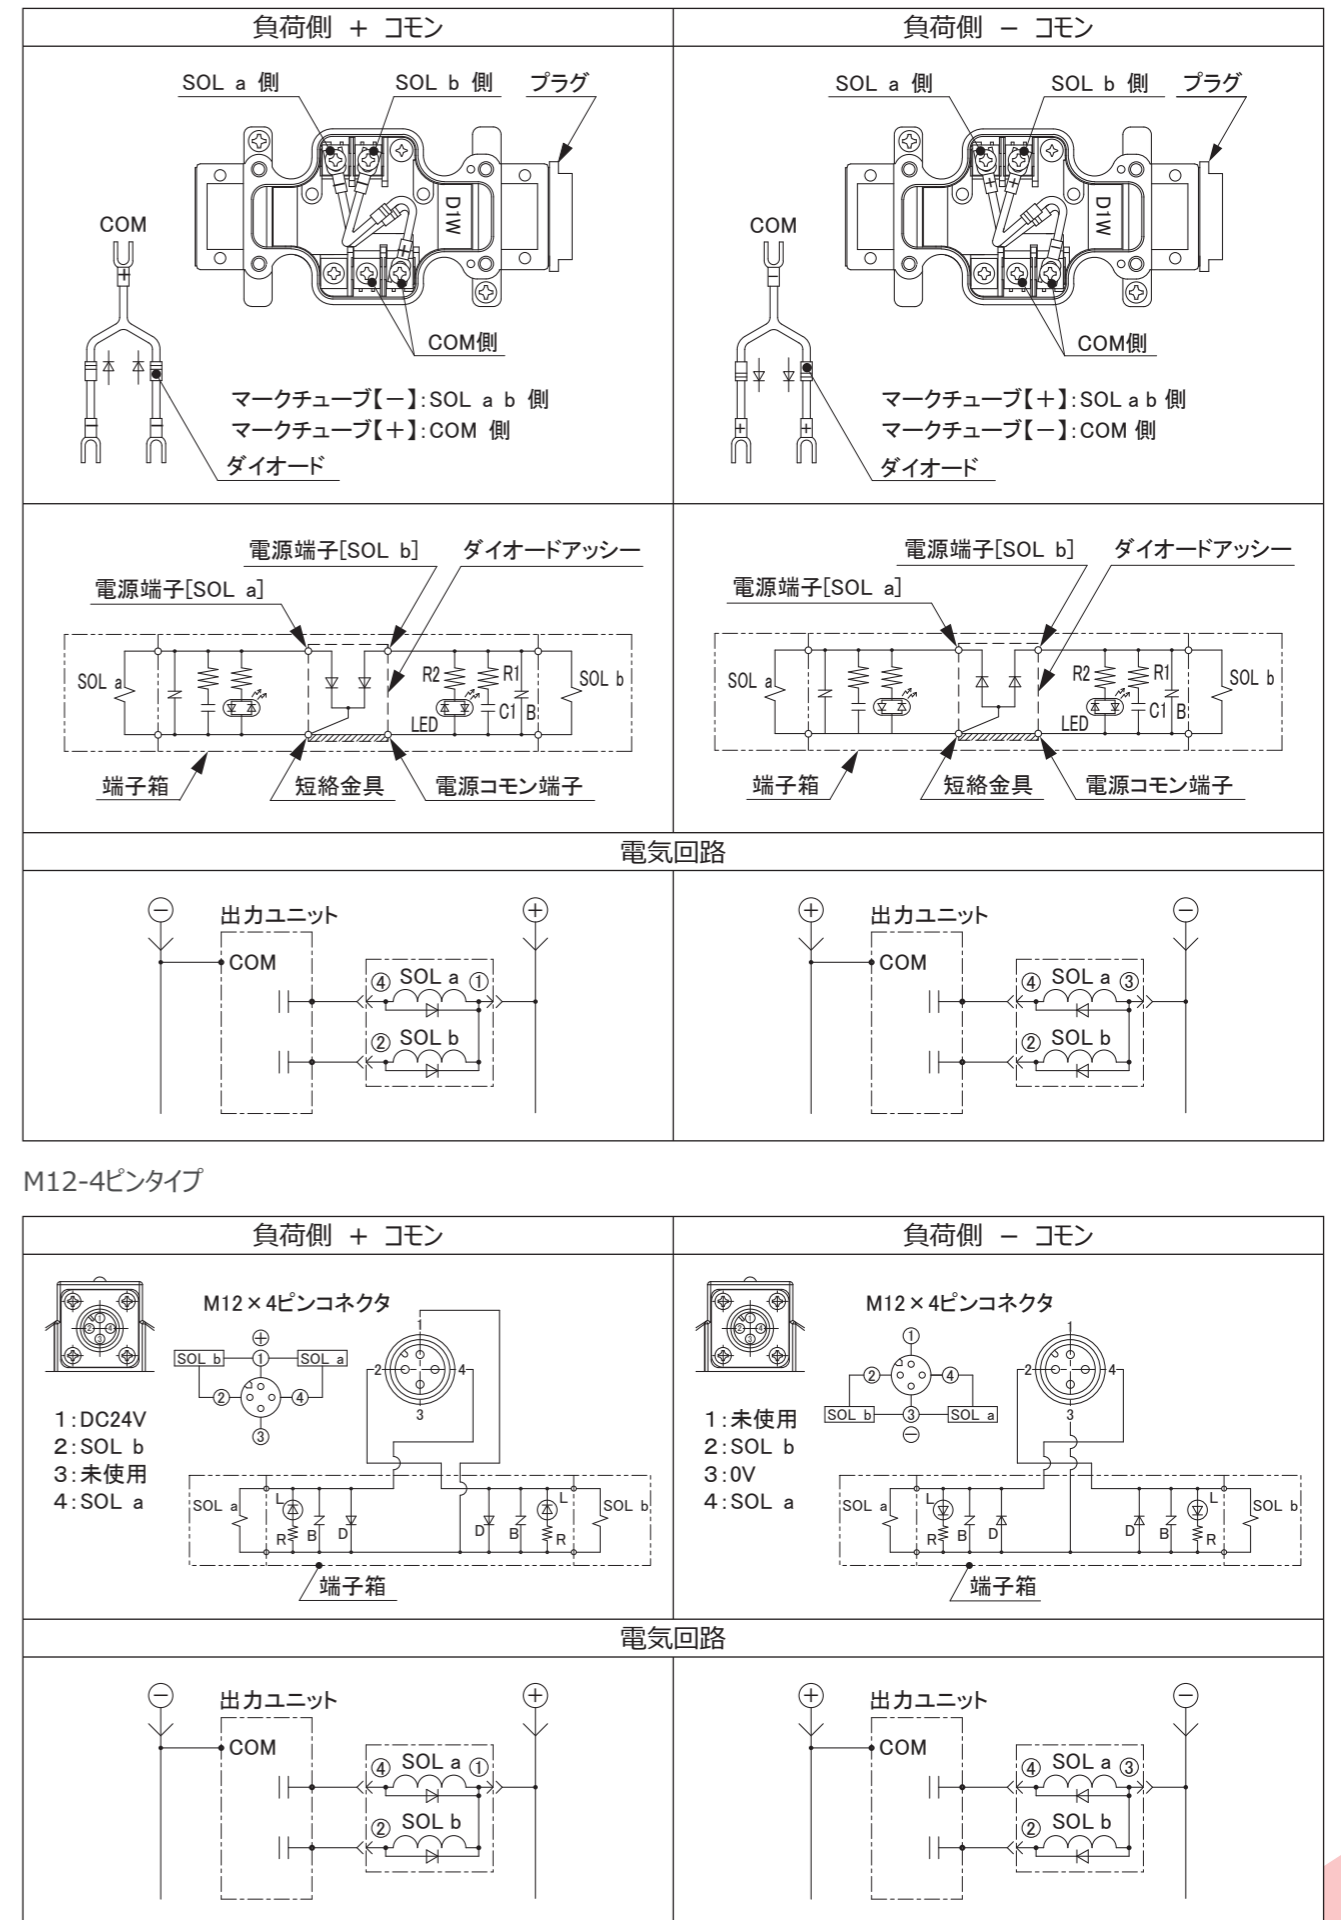 負荷側 + コモン
負荷側 − コモン
SOL a 側
SOL b 側
プラグ
D1W
COM
+
COM側
マークチューブ【－】:SOL a b 側
マークチューブ【＋】:COM 側
ダイオード
SOL a 側
SOL b 側
プラグ
D1W
COM
−
COM側
マークチューブ【＋】:SOL a b 側
マークチューブ【－】:COM 側
ダイオード
電源端子[SOL b]
ダイオードアッシー
電源端子[SOL a]
SOL a
R2
R1
SOL b
LED
C1
B
端子箱
短絡金具
電源コモン端子
電源端子[SOL b]
ダイオードアッシー
電源端子[SOL a]
SOL a
R2
R1
SOL b
LED
C1
B
端子箱
短絡金具
電源コモン端子
電気回路
−
出力ユニット
+
COM
④ SOL a ①
② SOL b
+
出力ユニット
−
COM
④ SOL a ③
② SOL b
M12-4ピンタイプ
負荷側 + コモン
負荷側 − コモン
M12×4ピンコネクタ
+
SOL b ① SOL a
② ④
③
1
2 4
3
1:DC24V
2:SOL b
3:未使用
4:SOL a
SOL a
L
R
B
D
D
B
L
R
SOL b
端子箱
M12×4ピンコネクタ
①
② ④
SOL b ③ SOL a
−
1
2 4
3
1:未使用
2:SOL b
3:0V
4:SOL a
SOL a
L
R
B
D
D
B
L
R
SOL b
端子箱
電気回路
−
出力ユニット
+
COM
④ SOL a ①
② SOL b
+
出力ユニット
−
COM
④ SOL a ③
② SOL b